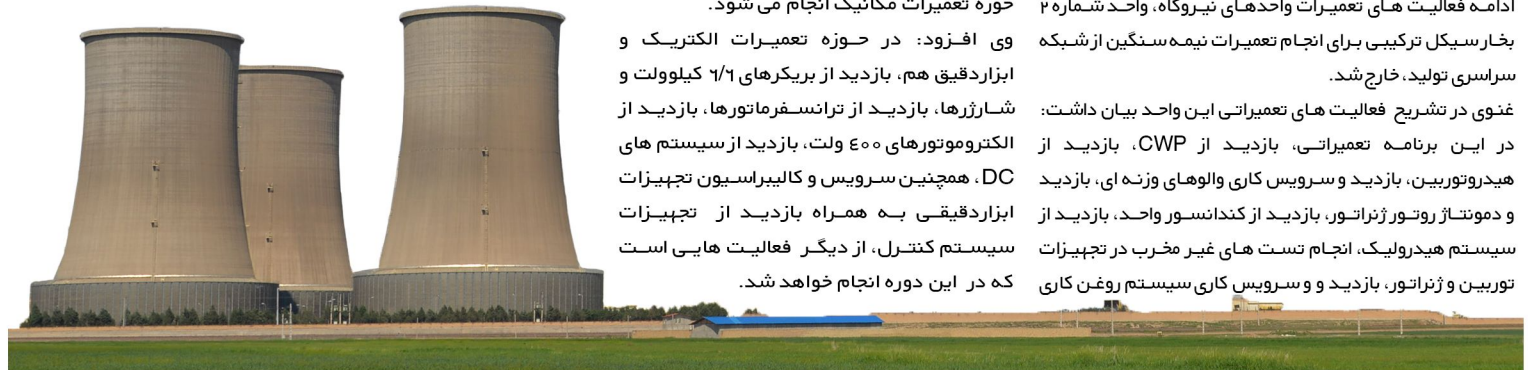 ادامه فعالیت های تعمیرات واحدهای نیروگاه، واحد شماره ۲
بخار سیکل ترکیبی برای انجام تعمیرات نیمه سنگین از شبکه
سراسری تولید، خارج شد.
غنوی در تشریح فعالیت های تعمیراتی این واحد بیان داشت:
در این برنامه تعمیراتی، بازدید از CWP، بازدید از
هیدروتوربین، بازدید و سرویس کاری والوهای وزنه ای، بازدید
و دمونتاژ روتور ژنراتور، بازدید از کندانسور واحد، بازدید از
سیستم هیدرولیک، انجام تست های غیر مخرب در تجهیزات
توربین و ژنراتور، بازدید و و سرویس کاری سیستم روغن کاری
حوزه تعمیرات مکانیک انجام می شود.
وی افزود: در حوزه تعمیرات الکتریک و
ابزاردقیق هم، بازدید از بریکرهای ٦/٦ کیلوولت و
شارژرها، بازدید از ترانسفرماتورها، بازدید از
الکتروموتورهای ٤٠٠ ولت، بازدید از سیستم های
DC، همچنین سرویس و کالیبراسیون تجهیزات
ابزاردقیقی به همراه بازدید از تجهیزات
سیستم کنترل، از دیگر فعالیت هایی است
که در این دوره انجام خواهد شد.